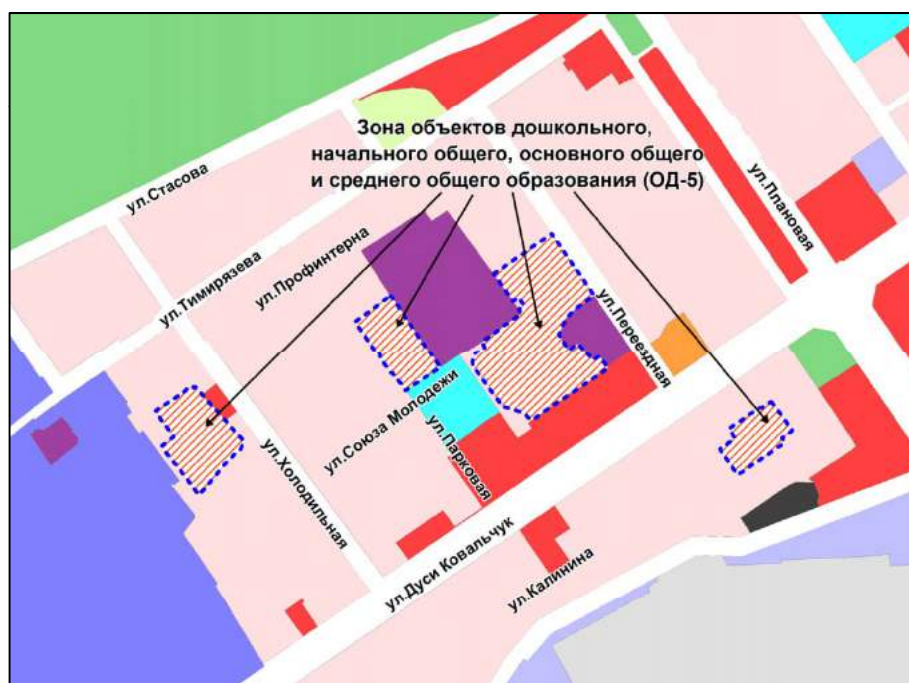 Зона объектов дошкольного,
начального общего, основного общего
и среднего общего образования (ОД-5)
ул.Стасова
ул.Плановая
ул.Тимирязева
ул.Профинтерна
ул.Переездная
ул.Союза Молодежи
ул.Парковая
ул.Холодильная
ул.Дуси Ковальчук
ул.Калинина